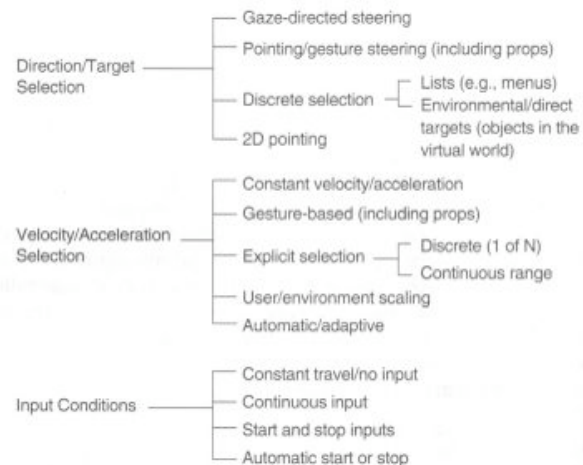 Gaze-directed steering
Pointing/gesture steering (including props)
Direction/Target
Selection
Discrete selection
Lists (e.g., menus)
Environmental/direct
targets (objects in the
virtual world)
2D pointing
Constant velocity/acceleration
Gesture-based (including props)
Velocity/Acceleration
Selection
Explicit selection
Discrete (1 of N)
Continuous range
User/environment scaling
Automatic/adaptive
Constant travel/no input
Input Conditions
Continuous input
Start and stop inputs
Automatic start or stop